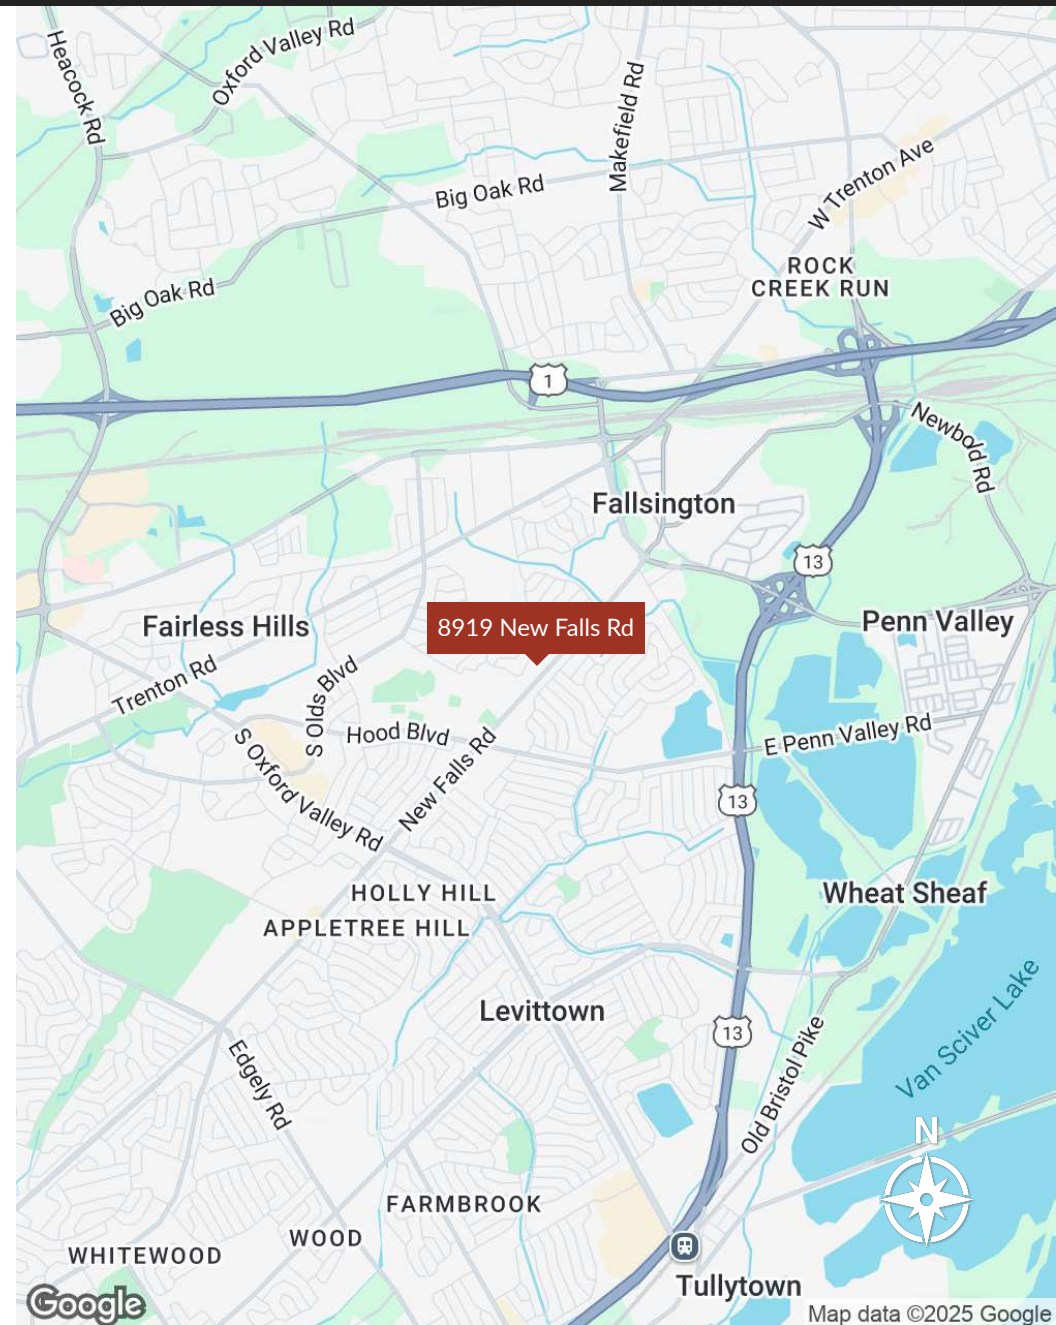 Heacock Rd
Oxford Valley Rd
Makefield Rd
Big Oak Rd
W Trenton Ave
ROCK
CREEK RUN
Big Oak Rd
1
Newbold Rd
Fallsington
13
Fairless Hills
8919 New Falls Rd
Penn Valley
Trenton Rd
S Olds Blvd
Hood Blvd
New Falls Rd
E Penn Valley Rd
S Oxford Valley Rd
13
HOLLY HILL
APPLETREE HILL
Wheat Sheaf
Levittown
Van Sciver Lake
13
Edgely Rd
Old Bristol Pike
N
FARMBROOK
WOOD
WHITEWOOD
Tullytown
Google
Map data ©2025 Google